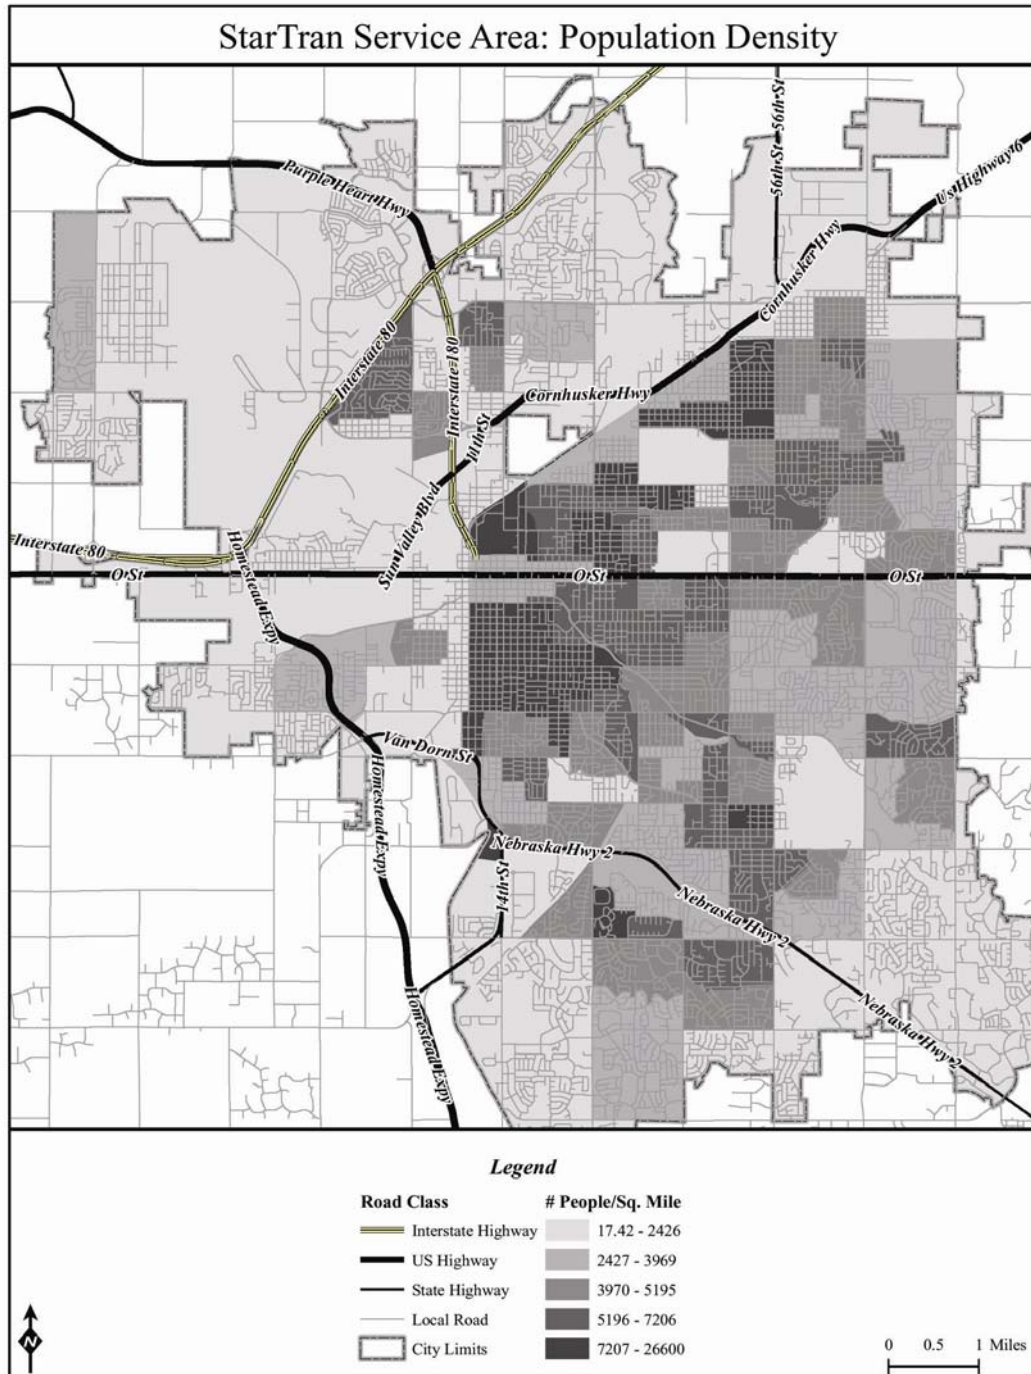 StarTran Service Area: Population Density
56th St
56th St
Us Highway 6
Purple Heart Hwy
Cornhusker Hwy
Interstate 80
Interstate 180
Cornhusker Hwy
11th St
Sun Valley Blvd
Interstate 80
Homestead Expy
O St
O St
O St
Van Dorn St
Homestead Expy
Nebraska Hwy 2
14th St
Nebraska Hwy 2
Homestead Expy
Nebraska Hwy 2
Legend
Road Class
# People/Sq. Mile
Interstate Highway
17.42 - 2426
US Highway
2427 - 3969
State Highway
3970 - 5195
Local Road
5196 - 7206
City Limits
7207 - 26600
N
0 0.5 1 Miles